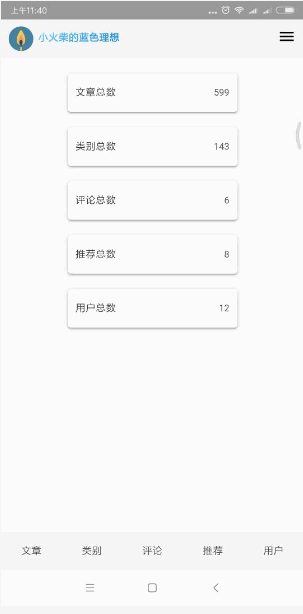 上午11:40
小火柴的蓝色理想
文章总数 599
类别总数 143
评论总数 6
推荐总数 8
用户总数 12
文章 类别 评论 推荐 用户